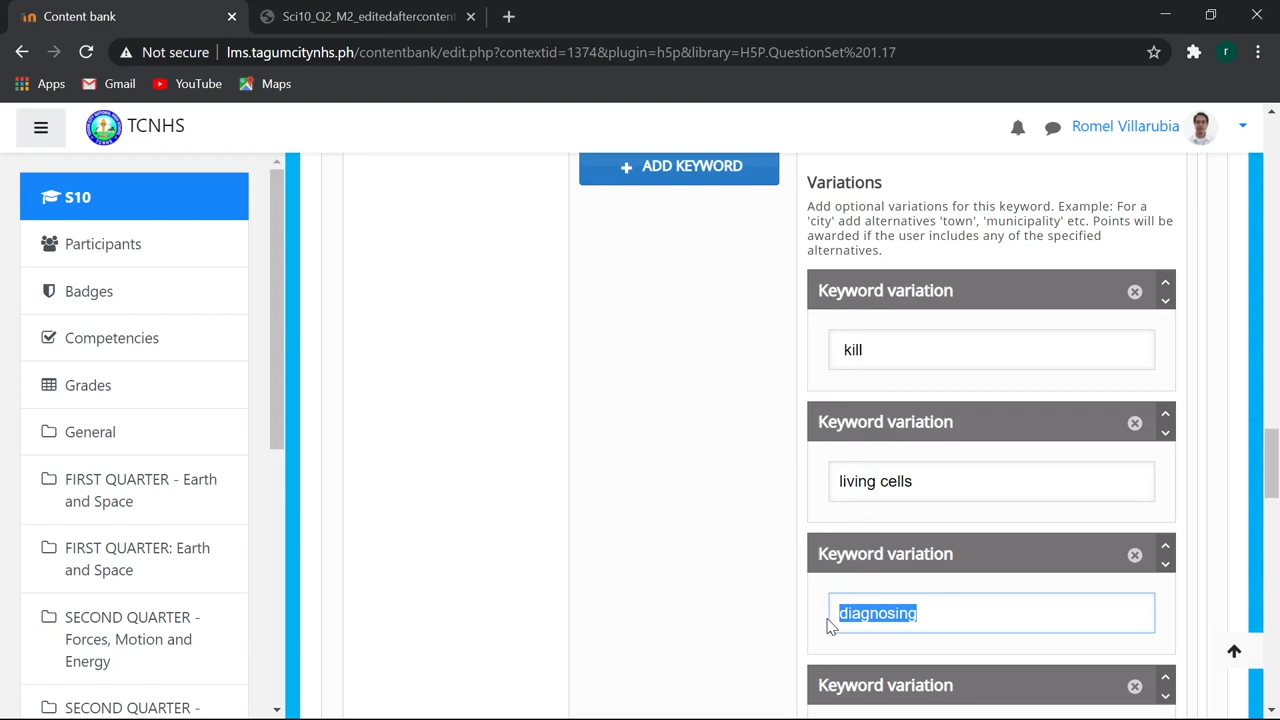 Content bank
Sci10_Q2_M2_editedaftercontent
Not secure
lms.tagumcitynhs.ph/contentbank/edit.php?contextid=1374&plugin=h5p&library=H5P.QuestionSet%201.17
r
Apps
Gmail
YouTube
Maps
TCNHS
Romel Villarubia
S10
Participants
Badges
Competencies
Grades
General
FIRST QUARTER - Earth
and Space
FIRST QUARTER: Earth
and Space
SECOND QUARTER -
Forces, Motion and
Energy
SECOND QUARTER -
+ ADD KEYWORD
Variations
Add optional variations for this keyword. Example: For a
'city' add alternatives 'town', 'municipality' etc. Points will be
awarded if the user includes any of the specified
alternatives.
Keyword variation
kill
Keyword variation
living cells
Keyword variation
diagnosing
Keyword variation